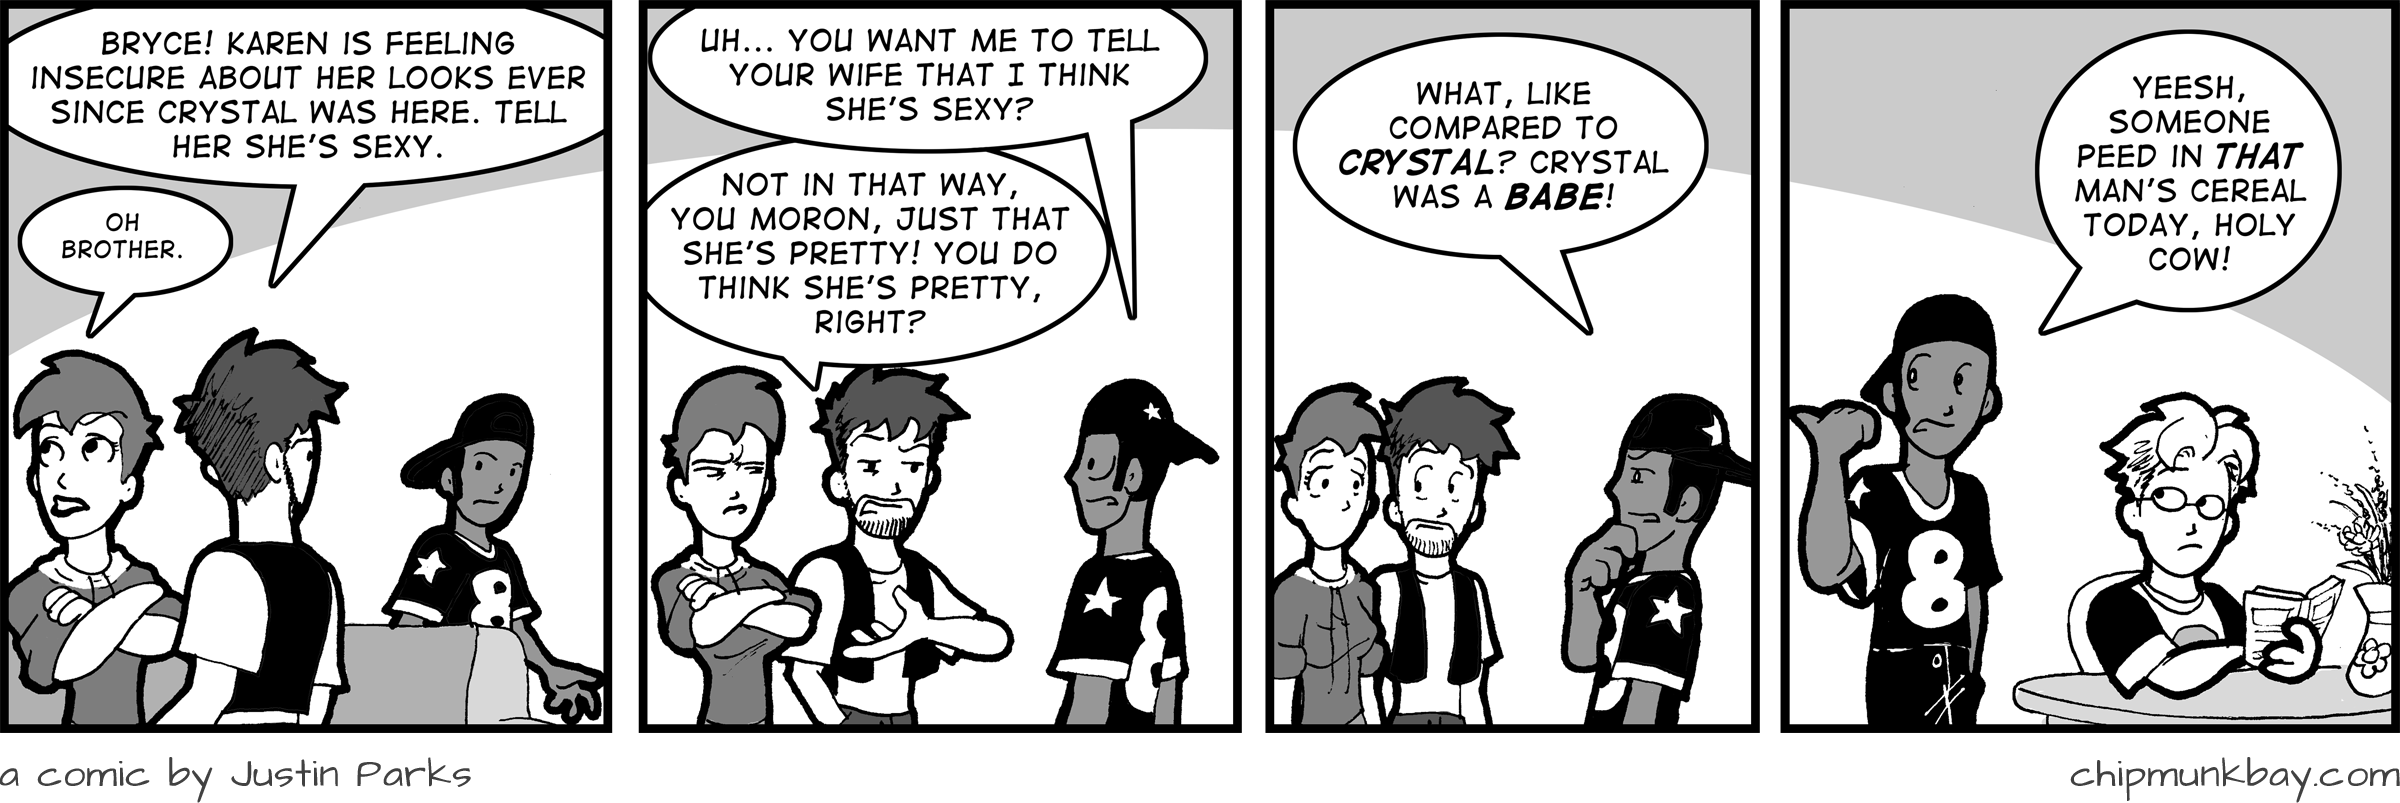 BRYCE! KAREN IS FEELING
INSECURE ABOUT HER LOOKS EVER
SINCE CRYSTAL WAS HERE. TELL
HER SHE'S SEXY.
OH
BROTHER.
UH... YOU WANT ME TO TELL
YOUR WIFE THAT I THINK
SHE'S SEXY?
NOT IN THAT WAY,
YOU MORON, JUST THAT
SHE'S PRETTY! YOU DO
THINK SHE'S PRETTY,
RIGHT?
WHAT, LIKE
COMPARED TO
CRYSTAL? CRYSTAL
WAS A BABE!
YEESH,
SOMEONE
PEED IN THAT
MAN'S CEREAL
TODAY, HOLY
COW!
8
8
8
a comic by Justin Parks
chipmunkbay.com